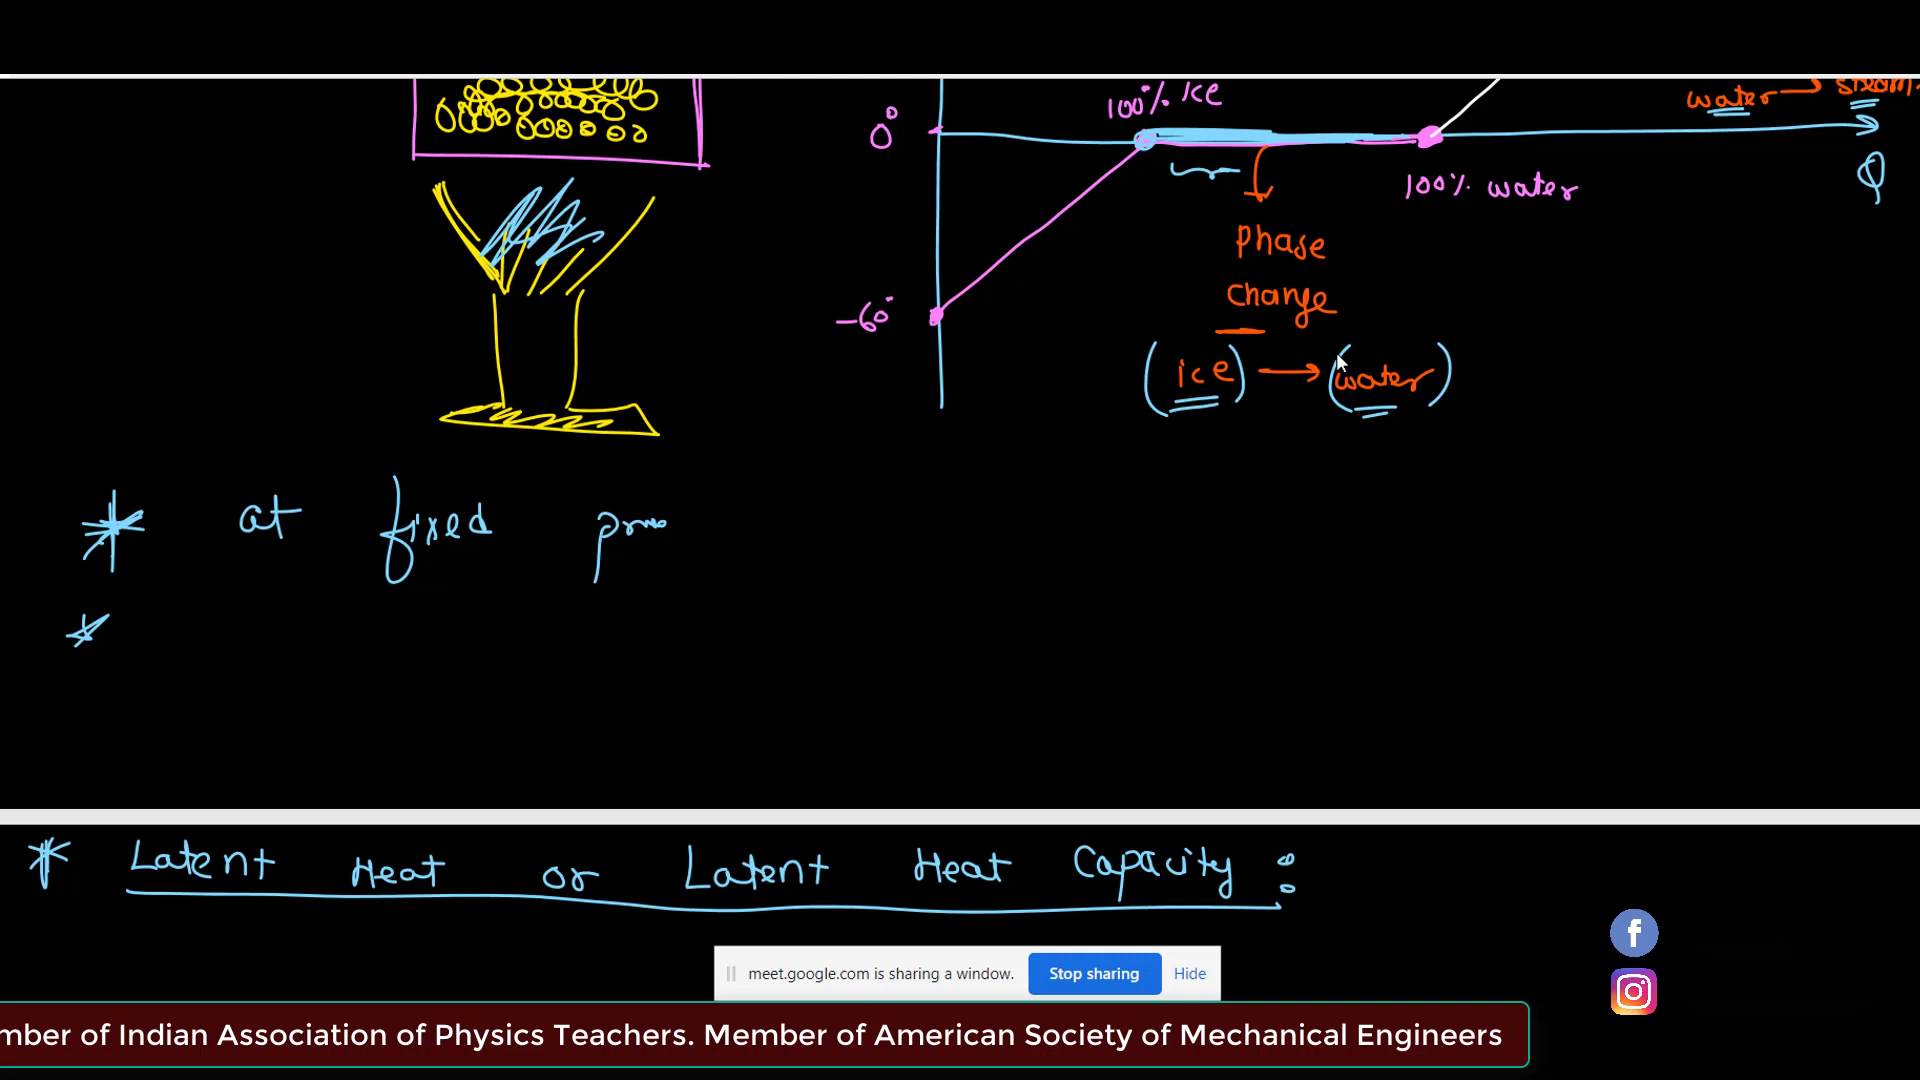 100% Ice
water → steam
0°
Q
100% water
Phase
change
-60°
(ice) → (water)
* at fixed
*
* Latent Heat or Latent Heat Capacity :
meet.google.com is sharing a window. Stop sharing Hide
mber of Indian Association of Physics Teachers. Member of American Society of Mechanical Engineers